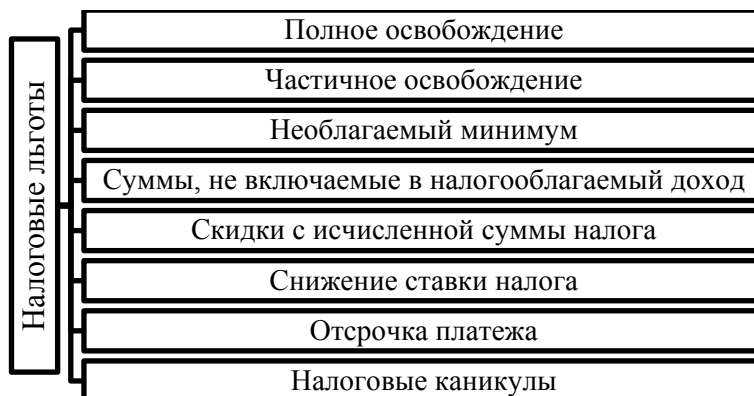 Налоговые льготы
Полное освобождение
Частичное освобождение
Необлагаемый минимум
Суммы, не включаемые в налогооблагаемый доход
Скидки с исчисленной суммы налога
Снижение ставки налога
Отсрочка платежа
Налоговые каникулы